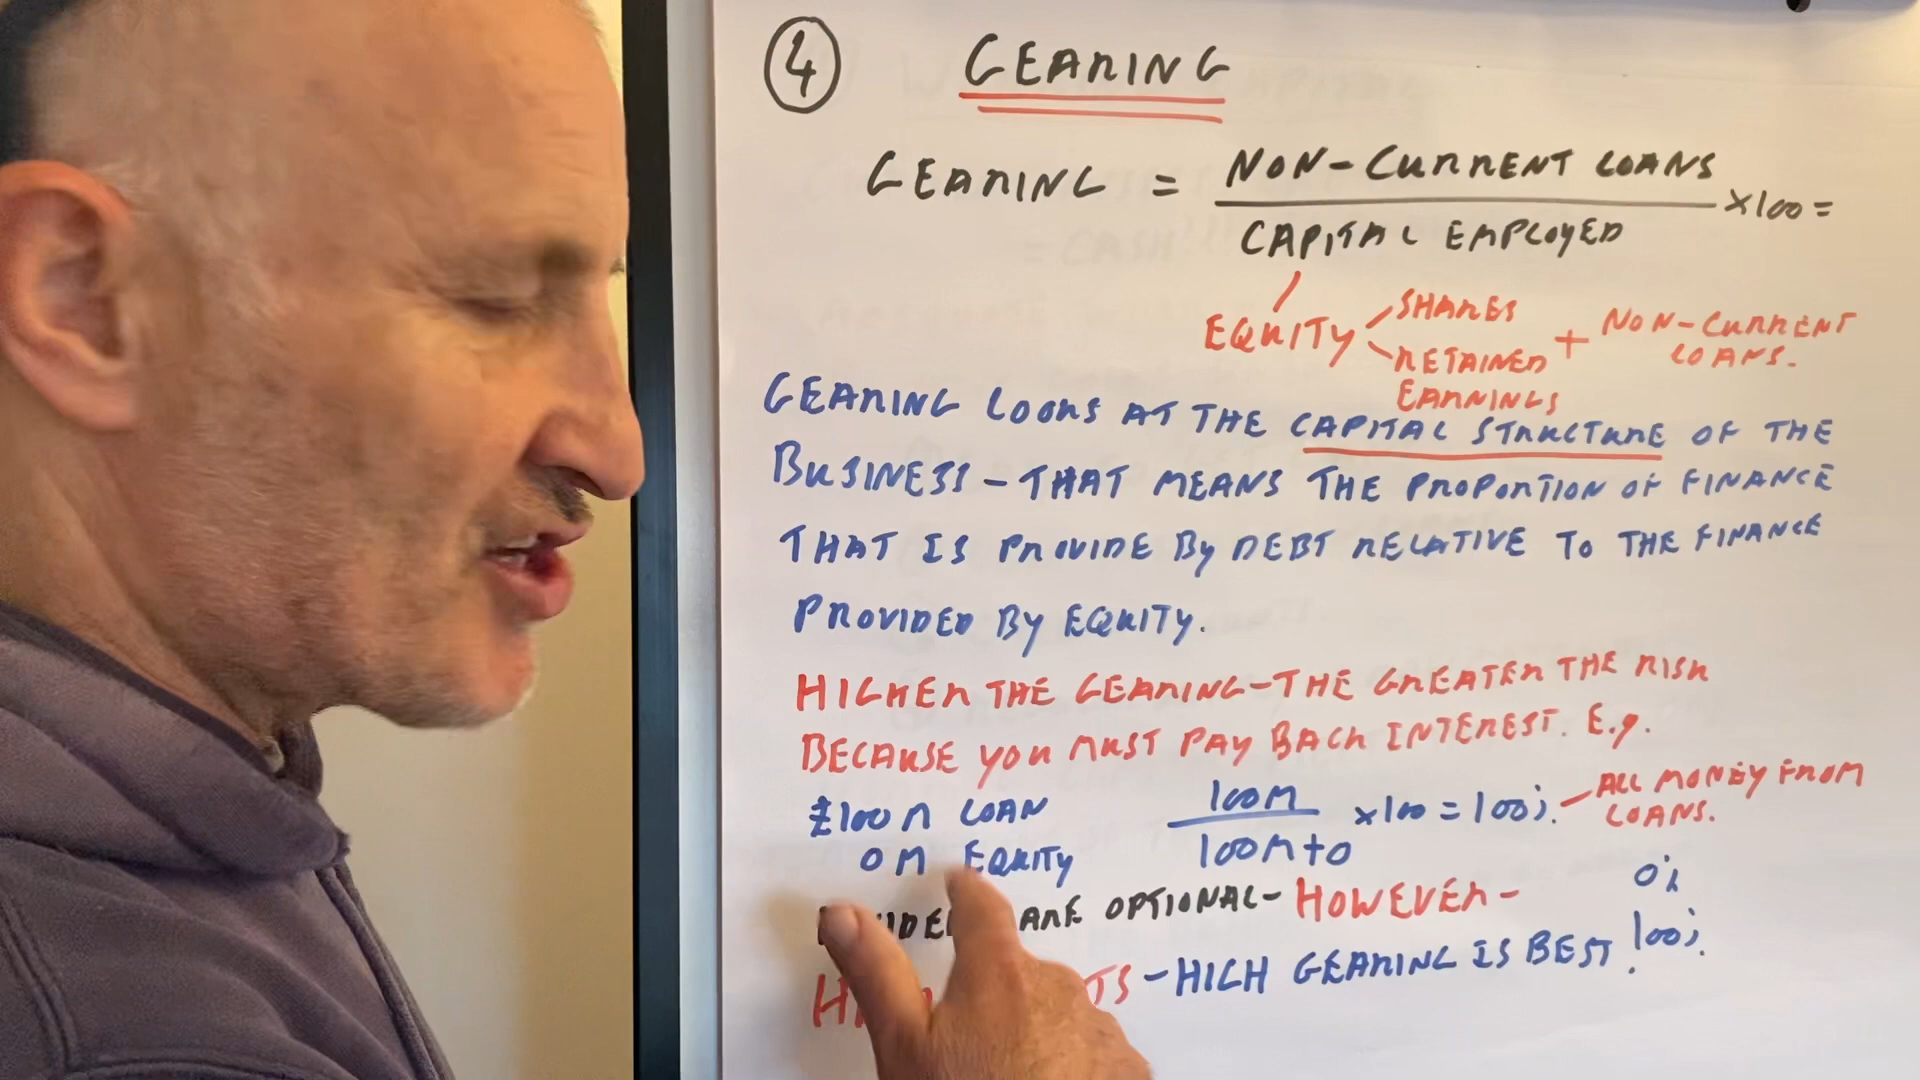 4 GEARING
GEARING = NON-CURRENT LOANS x100 =
CAPITAL EMPLOYED
EQUITY SHARES + NON-CURRENT
RETAINED LOANS.
EARNINGS
GEARING LOOKS AT THE CAPITAL STRUCTURE OF THE
BUSINESS - THAT MEANS THE PROPORTION OF FINANCE
THAT IS PROVIDE BY DEBT RELATIVE TO THE FINANCE
PROVIDED BY EQUITY.
HIGHER THE GEARING - THE GREATER THE RISK
BECAUSE YOU MUST PAY BACK INTEREST. E.g.
£100M LOAN 100M x100 = 100%. - ALL MONEY FROM
LOANS.
0M EQUITY 100M+0
0%
ARE OPTIONAL - HOWEVER -
- HIGH GEARING IS BEST. 100%.